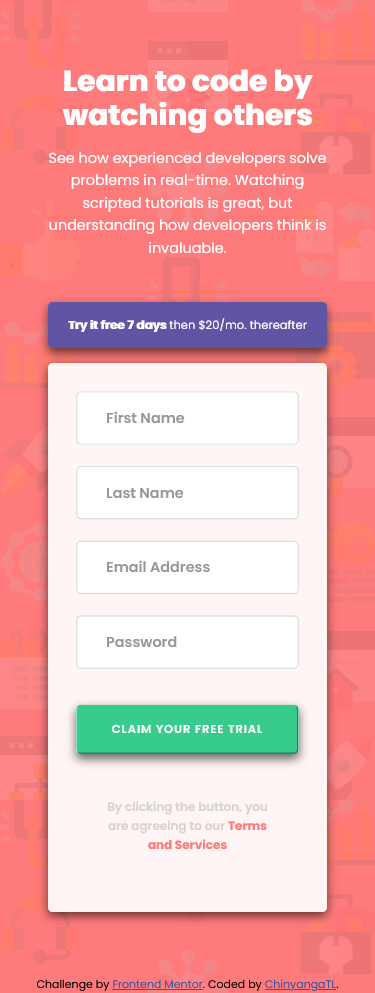 Learn to code by
watching others
See how experienced developers solve
problems in real-time. Watching
scripted tutorials is great, but
understanding how developers think is
invaluable.
Try it free 7 days then $20/mo. thereafter
First Name
Last Name
Email Address
Password
CLAIM YOUR FREE TRIAL
By clicking the button, you
are agreeing to our Terms
and Services
Challenge by Frontend Mentor. Coded by ChinyangaTL.